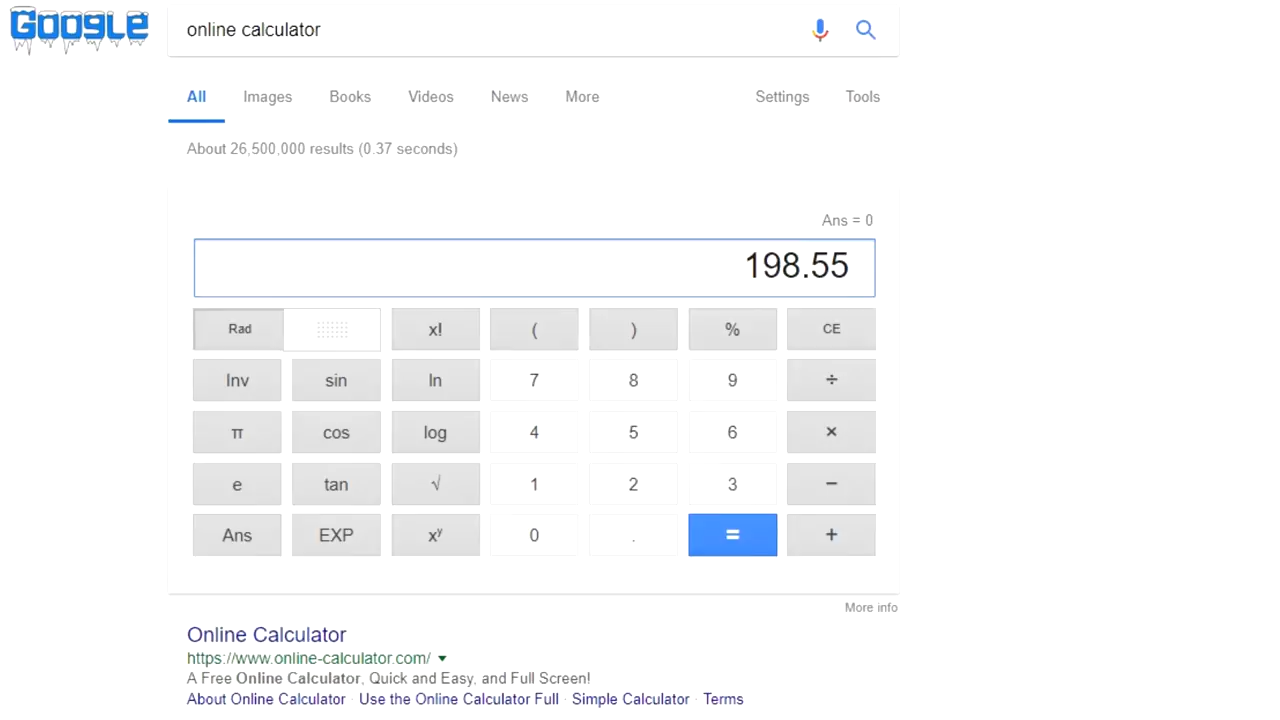 Google
online calculator
All Images Books Videos News More Settings Tools
About 26,500,000 results (0.37 seconds)
Ans = 0
198.55
Rad x! ( ) % CE
Inv sin ln 7 8 9 ÷
π cos log 4 5 6 ×
e tan √ 1 2 3 −
Ans EXP xʸ 0 . = +
More info
Online Calculator
https://www.online-calculator.com/
A Free Online Calculator, Quick and Easy, and Full Screen!
About Online Calculator · Use the Online Calculator Full · Simple Calculator · Terms